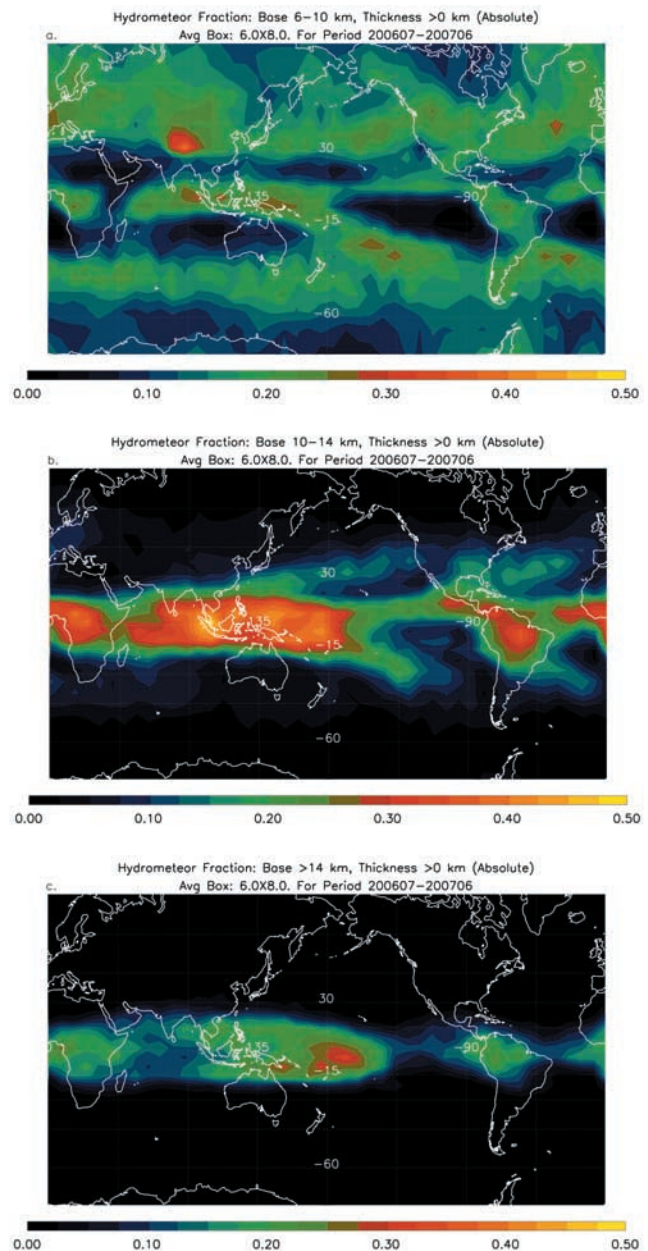 Hydrometeor Fraction: Base 6–10 km, Thickness >0 km (Absolute)
a. Avg Box: 6.0X8.0. For Period 200607–200706
30
135 -90
-15
-60
0.00 0.10 0.20 0.30 0.40 0.50
Hydrometeor Fraction: Base 10–14 km, Thickness >0 km (Absolute)
b. Avg Box: 6.0X8.0. For Period 200607–200706
30
135 -90
-15
-60
0.00 0.10 0.20 0.30 0.40 0.50
Hydrometeor Fraction: Base >14 km, Thickness >0 km (Absolute)
c. Avg Box: 6.0X8.0. For Period 200607–200706
30
135 -90
-15
-60
0.00 0.10 0.20 0.30 0.40 0.50